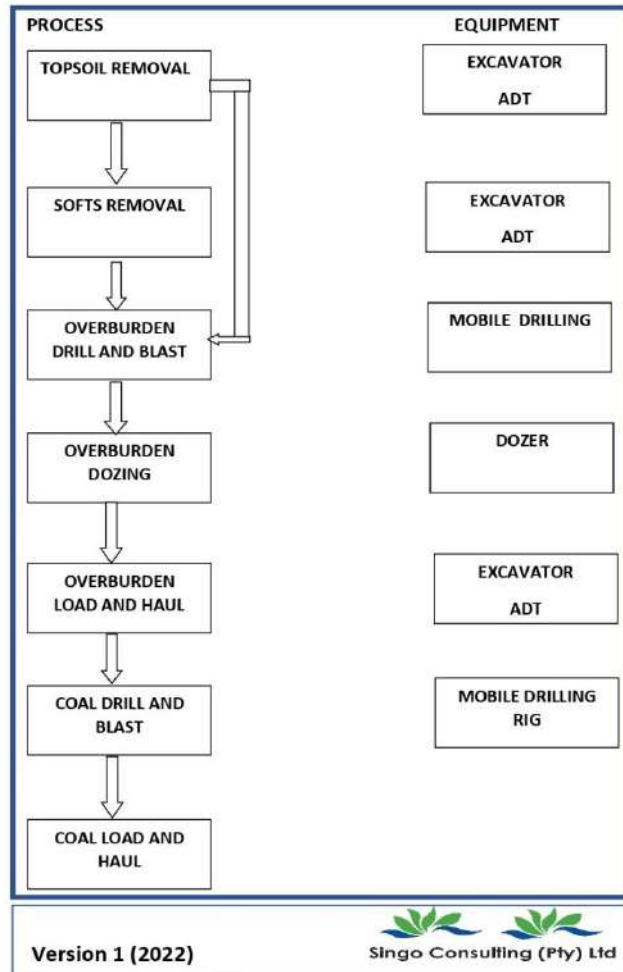 PROCESS
EQUIPMENT
TOPSOIL REMOVAL
EXCAVATOR
ADT
SOFTS REMOVAL
EXCAVATOR
ADT
OVERBURDEN
DRILL AND BLAST
MOBILE DRILLING
OVERBURDEN
DOZING
DOZER
OVERBURDEN
LOAD AND HAUL
EXCAVATOR
ADT
COAL DRILL AND
BLAST
MOBILE DRILLING
RIG
COAL LOAD AND
HAUL
Version 1 (2022)
Singo Consulting (Pty) Ltd